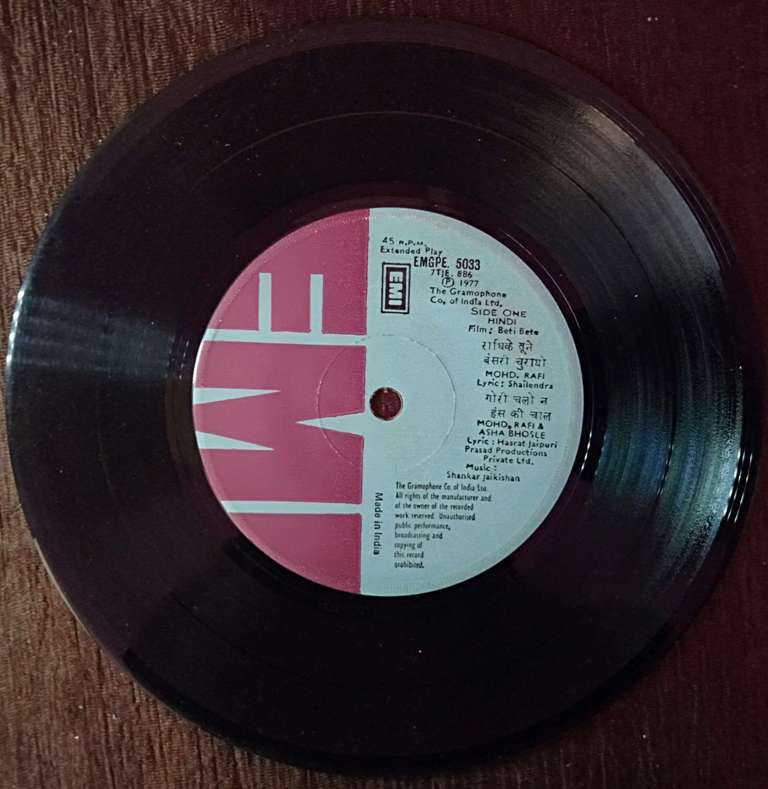 EMI
45 R.P.M.
Extended Play
EMGPE. 5033
7TJE. 886
EMI
Ⓟ 1977
The Gramophone
Co. of India Ltd.
SIDE ONE
HINDI
Film : Beti Bete
राधिके तूने
बंसरी चुरायी
MOHD. RAFI
Lyric : Shailendra
गोरी चलो न
हंस की चाल
MOHD. RAFI &
ASHA BHOSLE
Lyric : Hasrat Jaipuri
Prasad Productions
Private Ltd.
Music :
Shankar Jaikishan
The Gramophone Co. of India Ltd.
All rights of the manufacturer and
of the owner of the recorded
work reserved. Unauthorised
public performance,
broadcasting and
copying of
this record
prohibited.
Made in India